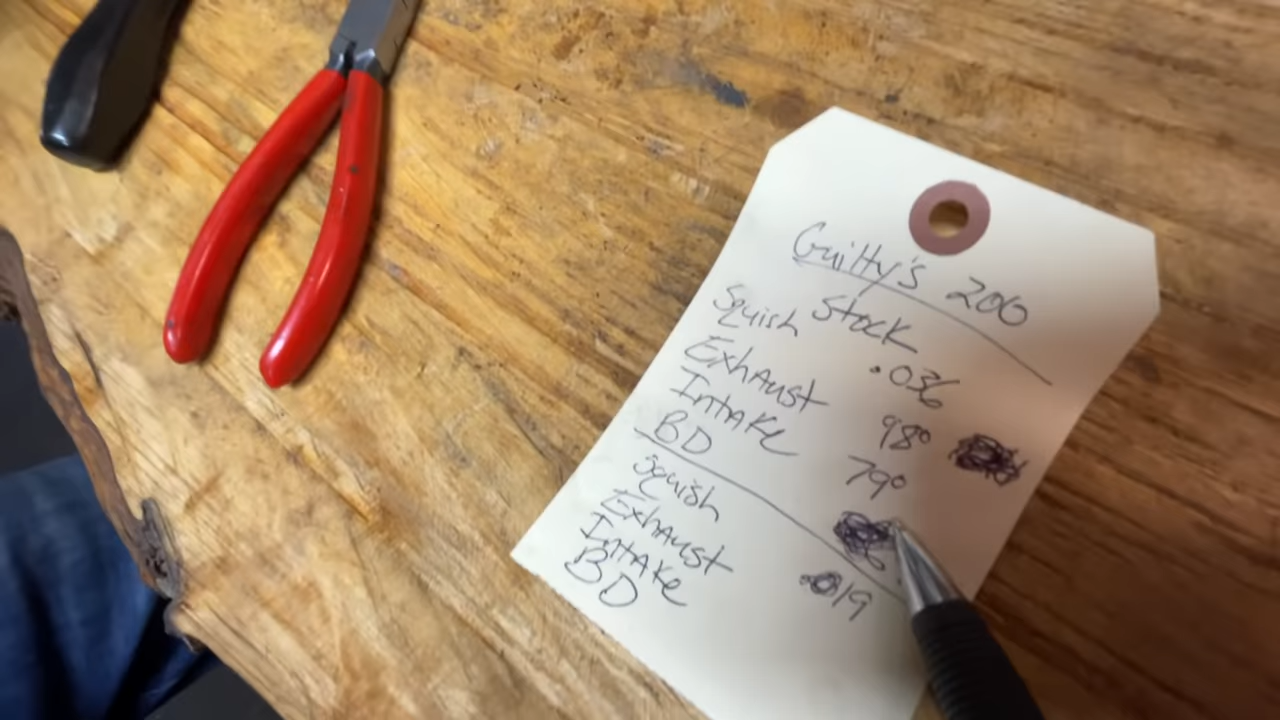 Guilty's 200
Stock
Squish .036
Exhaust 98°
Intake 79°
BD
Squish .019
Exhaust
Intake
BD